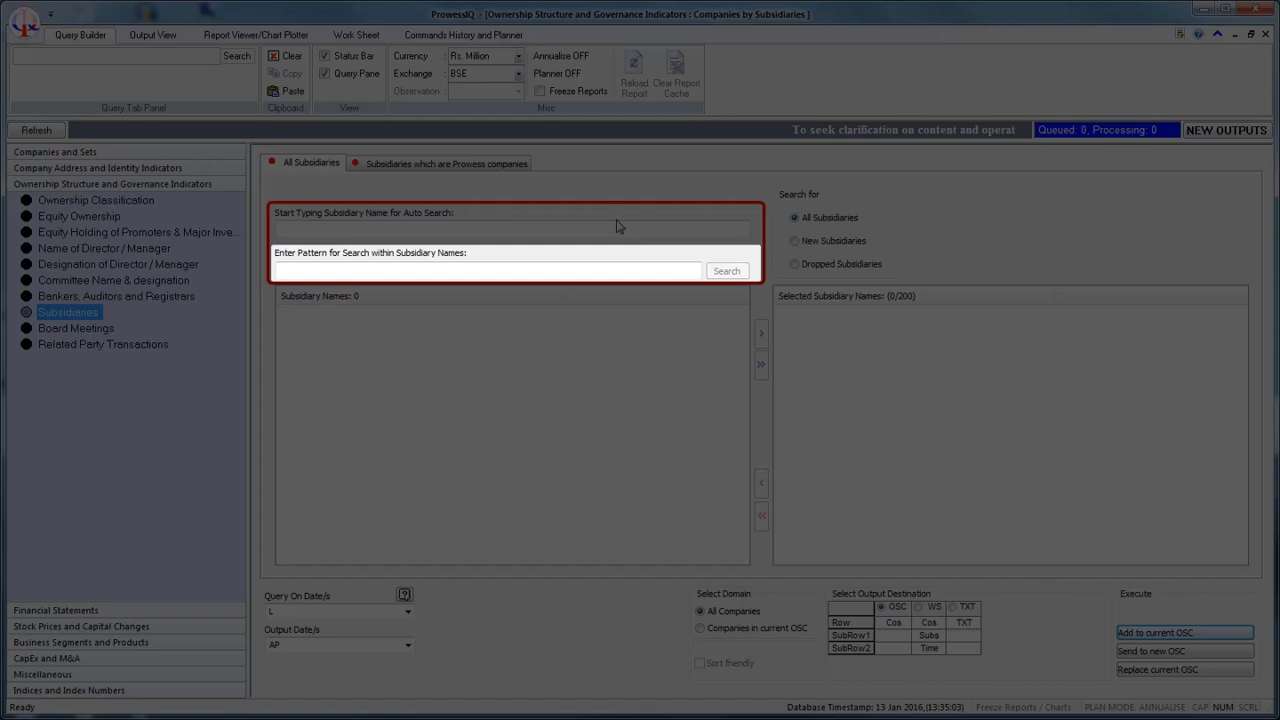 ProwessIQ - [Ownership Structure and Governance Indicators : Companies by Subsidiaries ]
Query Builder
Output View
Report Viewer/Chart Plotter
Work Sheet
Commands History and Planner
Search
Clear
Copy
Paste
Status Bar
Query Pane
Currency
Rs. Million
Exchange
BSE
Observation
Annualise OFF
Planner OFF
Freeze Reports
Reload Report
Clear Report Cache
Query Tab Panel
Clipboard
View
Misc
Refresh
To seek clarification on content and operat
Queued: 0, Processing: 0
NEW OUTPUTS
Companies and Sets
Company Address and Identity Indicators
Ownership Structure and Governance Indicators
Ownership Classification
Equity Ownership
Equity Holding of Promoters & Major Inve...
Name of Director / Manager
Designation of Director / Manager
Committee Name & designation
Bankers, Auditors and Registrars
Subsidiaries
Board Meetings
Related Party Transactions
Financial Statements
Stock Prices and Capital Changes
Business Segments and Products
CapEx and M&A
Miscellaneous
Indices and Index Numbers
All Subsidiaries
Subsidiaries which are Prowess companies
Start Typing Subsidiary Name for Auto Search:
Enter Pattern for Search within Subsidiary Names:
Search
Search for
All Subsidiaries
New Subsidiaries
Dropped Subsidiaries
Subsidiary Names: 0
Selected Subsidiary Names: (0/200)
>
>>
<
<<
Query On Date/s
?
L
Output Date/s
AP
Select Domain
All Companies
Companies in current OSC
Sort friendly
Select Output Destination
OSC WS TXT
Row Cos Cos TXT
SubRow1 Subs
SubRow2 Time
Execute
Add to current OSC
Send to new OSC
Replace current OSC
Ready
Database Timestamp: 13 Jan 2016,(13:35:03)
Freeze Reports / Charts
PLAN MODE: ANNUALISE
CAP NUM SCRL